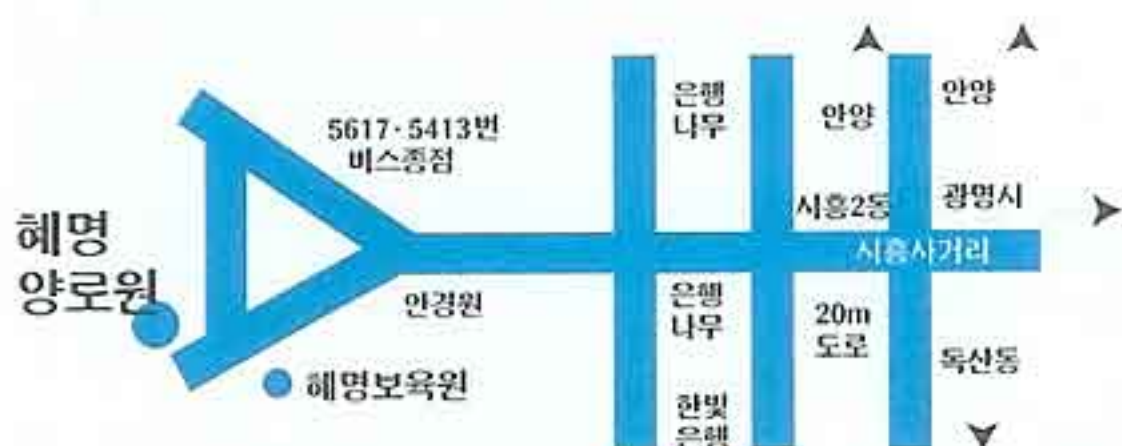 혜명
양로원
5617·5413번
버스종점
안경원
혜명보육원
은행
나무
은행
나무
한빛
은행
안양
시흥2동
시흥사거리
20m
도로
안양
광명시
독산동